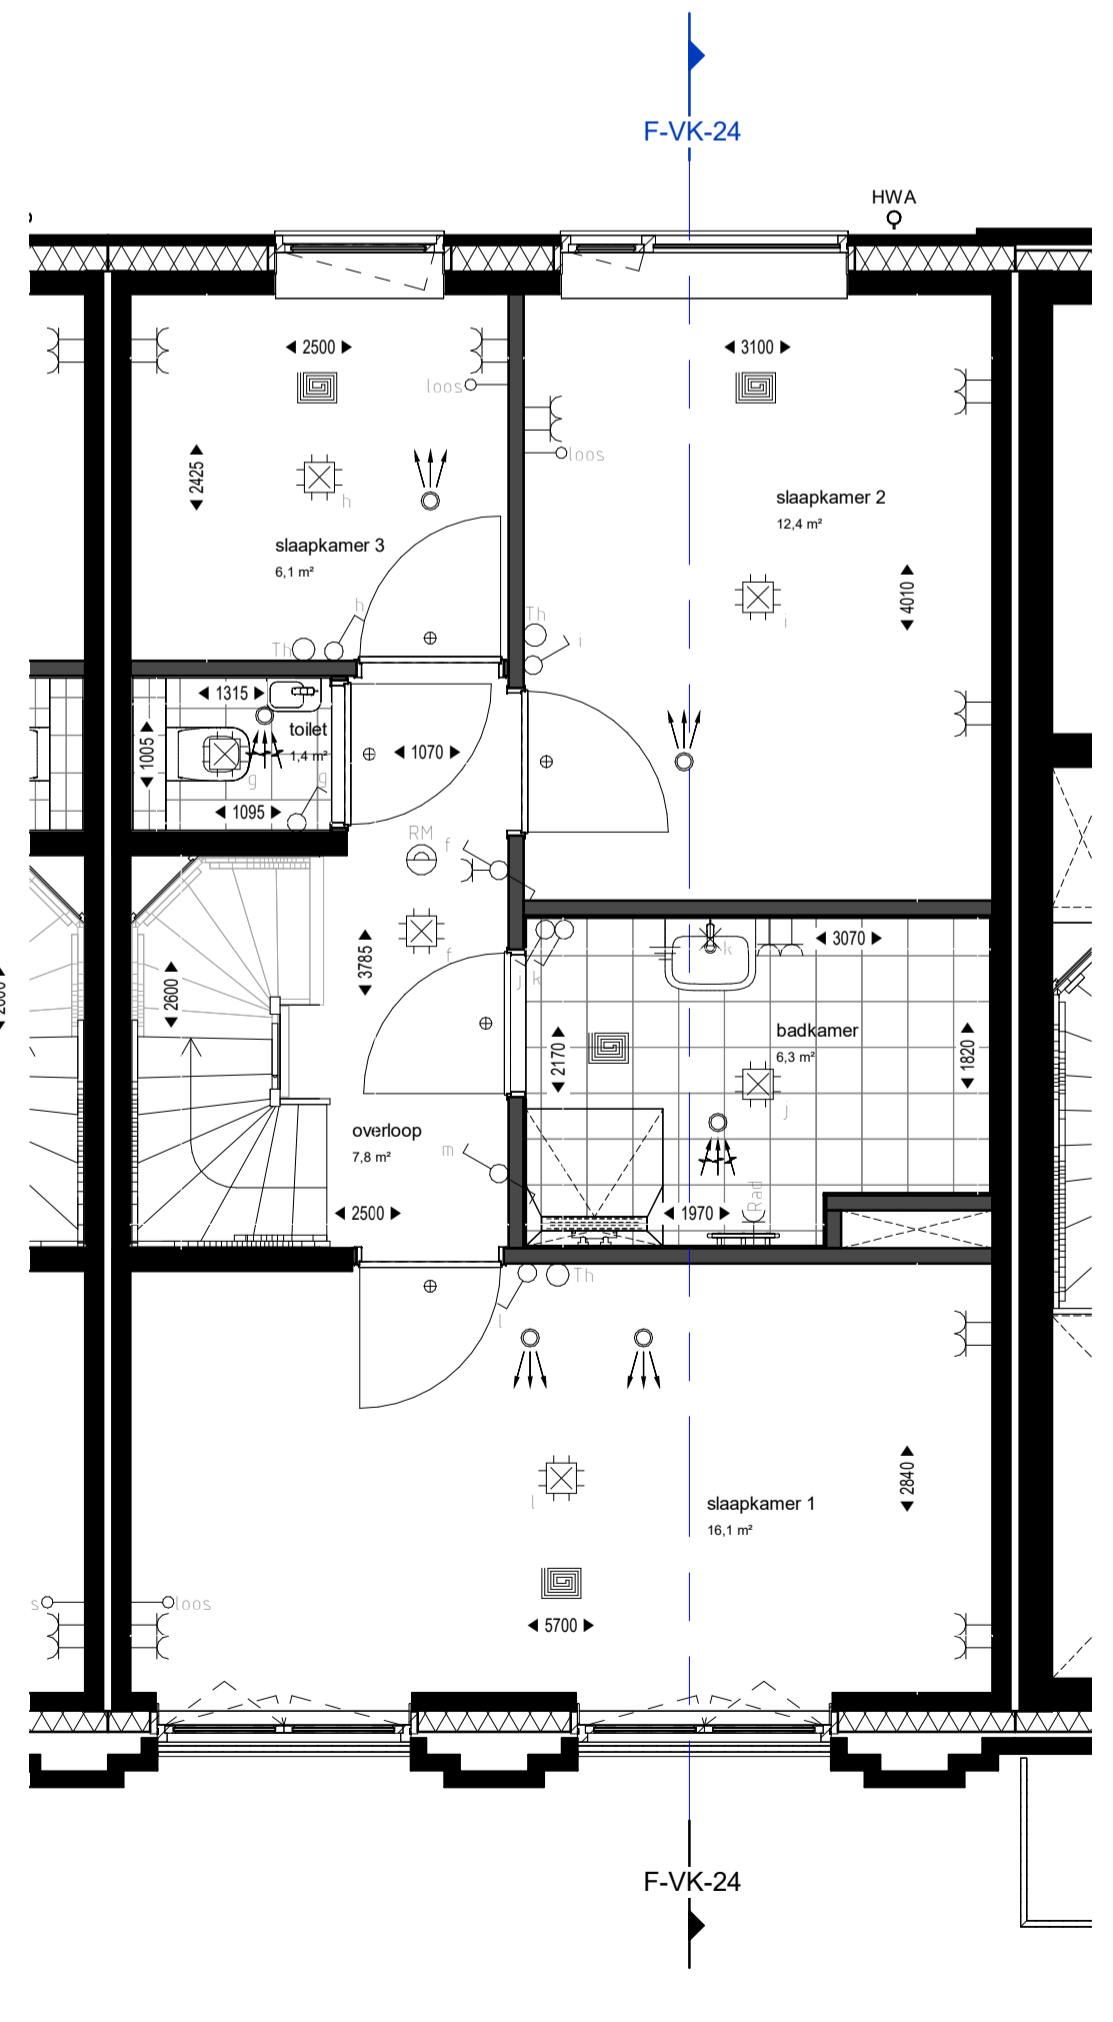 F-VK-24
HWA
2500
3100
loos
loos
2425
h
slaapkamer 2
12,4 m²
slaapkamer 3
6,1 m²
4010
h
Th
i
Th
i
1315
toilet
1,4 m²
1005
1070
g
g
1095
RM
f
3070
k
3785
f
2600
j
k
badkamer
6,3 m²
2170
1820
j
overloop
7,8 m²
m
Rad
2500
1970
Th
l
2840
l
slaapkamer 1
16,1 m²
s
loos
5700
F-VK-24